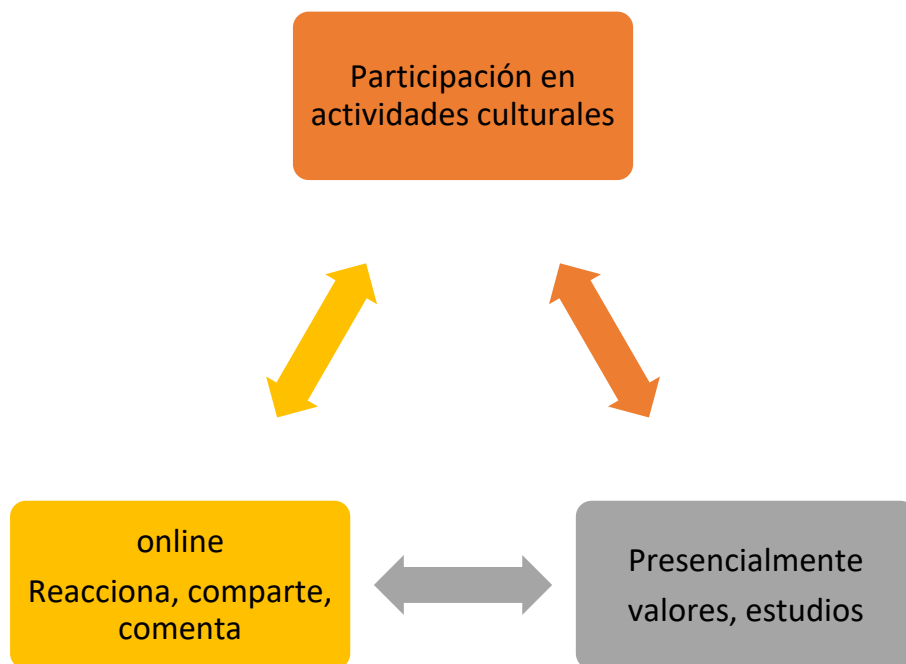 Participación en
actividades culturales
online
Reacciona, comparte,
comenta
Presencialmente
valores, estudios